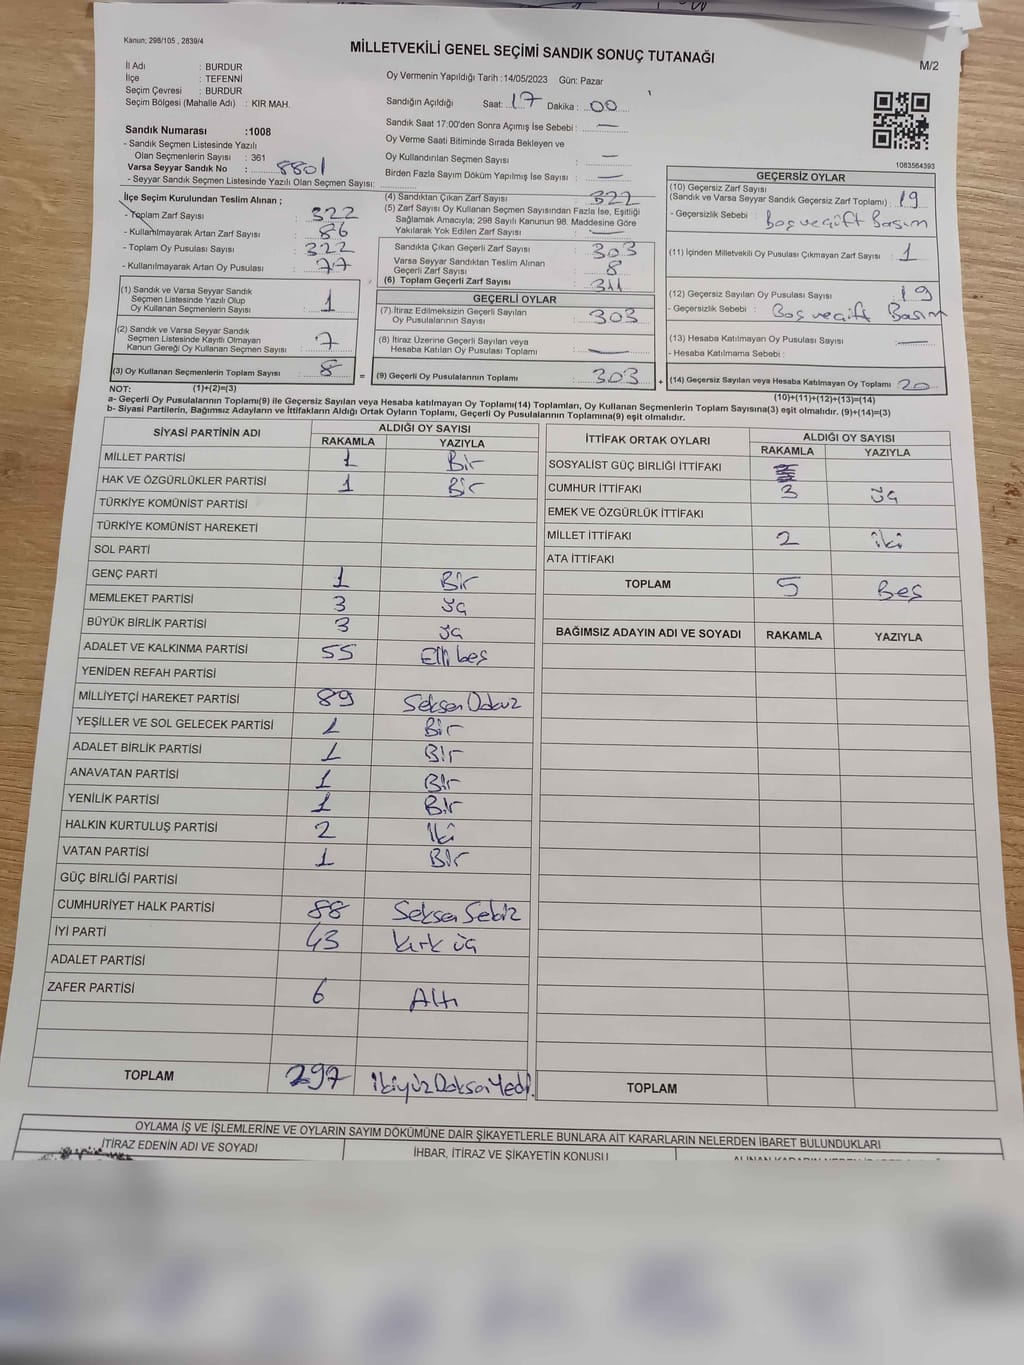 Kanun; 298/105 , 2839/4
MİLLETVEKİLİ GENEL SEÇİMİ SANDIK SONUÇ TUTANAĞI
M/2
İl Adı : BURDUR
İlçe : TEFENNİ
Seçim Çevresi : BURDUR
Seçim Bölgesi (Mahalle Adı) : KIR MAH.
Oy Vermenin Yapıldığı Tarih :14/05/2023 Gün: Pazar
Sandığın Açıldığı Saat: 17 Dakika : 00
Sandık Saat 17:00'den Sonra Açımış İse Sebebi : —
Oy Verme Saati Bitiminde Sırada Bekleyen ve
Oy Kullandırılan Seçmen Sayısı : —
Birden Fazla Sayım Döküm Yapılmış İse Sayısı : —
1083564393
Sandık Numarası :1008
- Sandık Seçmen Listesinde Yazılı
Olan Seçmenlerin Sayısı : 361
Varsa Seyyar Sandık No : 8801
- Seyyar Sandık Seçmen Listesinde Yazılı Olan Seçmen Sayısı:
İlçe Seçim Kurulundan Teslim Alınan ;
- Toplam Zarf Sayısı : 322
- Kullanılmayarak Artan Zarf Sayısı : 86
- Toplam Oy Pusulası Sayısı : 322
- Kullanılmayarak Artan Oy Pusulası : 77
(1) Sandık ve Varsa Seyyar Sandık
Seçmen Listesinde Yazılı Olup
Oy Kullanan Seçmenlerin Sayısı : 1
(2) Sandık ve Varsa Seyyar Sandık
Seçmen Listesinde Kayıtlı Olmayan
Kanun Gereği Oy Kullanan Seçmen Sayısı : 7
(3) Oy Kullanan Seçmenlerin Toplam Sayısı : 8
(1)+(2)=(3)
(4) Sandıktan Çıkan Zarf Sayısı : 322
(5) Zarf Sayısı Oy Kullanan Seçmen Sayısından Fazla İse, Eşitliği
Sağlamak Amacıyla; 298 Sayılı Kanunun 98. Maddesine Göre
Yakılarak Yok Edilen Zarf Sayısı : —
Sandıkta Çıkan Geçerli Zarf Sayısı : 303
Varsa Seyyar Sandıktan Teslim Alınan
Geçerli Zarf Sayısı : 8
(6) Toplam Geçerli Zarf Sayısı : 311
GEÇERLİ OYLAR
(7) İtiraz Edilmeksizin Geçerli Sayılan
Oy Pusulalarının Sayısı : 303
(8) İtiraz Üzerine Geçerli Sayılan veya
Hesaba Katılan Oy Pusulası Toplamı : —
= (9) Geçerli Oy Pusulalarının Toplamı : 303 +
GEÇERSİZ OYLAR
(10) Geçersiz Zarf Sayısı
(Sandık ve Varsa Seyyar Sandık Geçersiz Zarf Toplamı) : 19
- Geçersizlik Sebebi : Boş ve çift Basım
(11) İçinden Milletvekili Oy Pusulası Çıkmayan Zarf Sayısı : 1
(12) Geçersiz Sayılan Oy Pusulası Sayısı : 19
- Geçersizlik Sebebi : Boş ve çift Basım
(13) Hesaba Katılmayan Oy Pusulası Sayısı : —
- Hesaba Katılmama Sebebi :
(14) Geçersiz Sayılan veya Hesaba Katılmayan Oy Toplamı : 20
(10)+(11)+(12)+(13)=(14)
NOT:
a- Geçerli Oy Pusulalarının Toplamı(9) ile Geçersiz Sayılan veya Hesaba katılmayan Oy Toplamı(14) Toplamları, Oy Kullanan Seçmenlerin Toplam Sayısına(3) eşit olmalıdır. (9)+(14)=(3)
b- Siyasi Partilerin, Bağımsız Adayların ve İttifakların Aldığı Ortak Oyların Toplamı, Geçerli Oy Pusulalarının Toplamına(9) eşit olmalıdır.
SİYASİ PARTİNİN ADI ALDIĞI OY SAYISI
RAKAMLA YAZIYLA
MİLLET PARTİSİ 1 Bir
HAK VE ÖZGÜRLÜKLER PARTİSİ 1 Bir
TÜRKİYE KOMÜNİST PARTİSİ
TÜRKİYE KOMÜNİST HAREKETİ
SOL PARTİ
GENÇ PARTİ 1 Bir
MEMLEKET PARTİSİ 3 üç
BÜYÜK BİRLİK PARTİSİ 3 üç
ADALET VE KALKINMA PARTİSİ 55 Elli beş
YENİDEN REFAH PARTİSİ
MİLLİYETÇİ HAREKET PARTİSİ 89 Seksen Dokuz
YEŞİLLER VE SOL GELECEK PARTİSİ 1 Bir
ADALET BİRLİK PARTİSİ 1 Bir
ANAVATAN PARTİSİ 1 Bir
YENİLİK PARTİSİ 1 Bir
HALKIN KURTULUŞ PARTİSİ 2 İki
VATAN PARTİSİ 1 Bir
GÜÇ BİRLİĞİ PARTİSİ
CUMHURİYET HALK PARTİSİ 88 Seksen Sekiz
İYİ PARTİ 43 kırk üç
ADALET PARTİSİ
ZAFER PARTİSİ 6 Altı
TOPLAM 297 ikiyüz Doksan Yedi
İTTİFAK ORTAK OYLARI ALDIĞI OY SAYISI
RAKAMLA YAZIYLA
SOSYALİST GÜÇ BİRLİĞİ İTTİFAKI
CUMHUR İTTİFAKI 3 üç
EMEK VE ÖZGÜRLÜK İTTİFAKI
MİLLET İTTİFAKI 2 iki
ATA İTTİFAKI
TOPLAM 5 Beş
BAĞIMSIZ ADAYIN ADI VE SOYADI RAKAMLA YAZIYLA
TOPLAM
OYLAMA İŞ VE İŞLEMLERİNE VE OYLARIN SAYIM DÖKÜMÜNE DAİR ŞİKAYETLERLE BUNLARA AİT KARARLARIN NELERDEN İBARET BULUNDUKLARI
İTİRAZ EDENİN ADI VE SOYADI İHBAR, İTİRAZ VE ŞİKAYETİN KONUSU